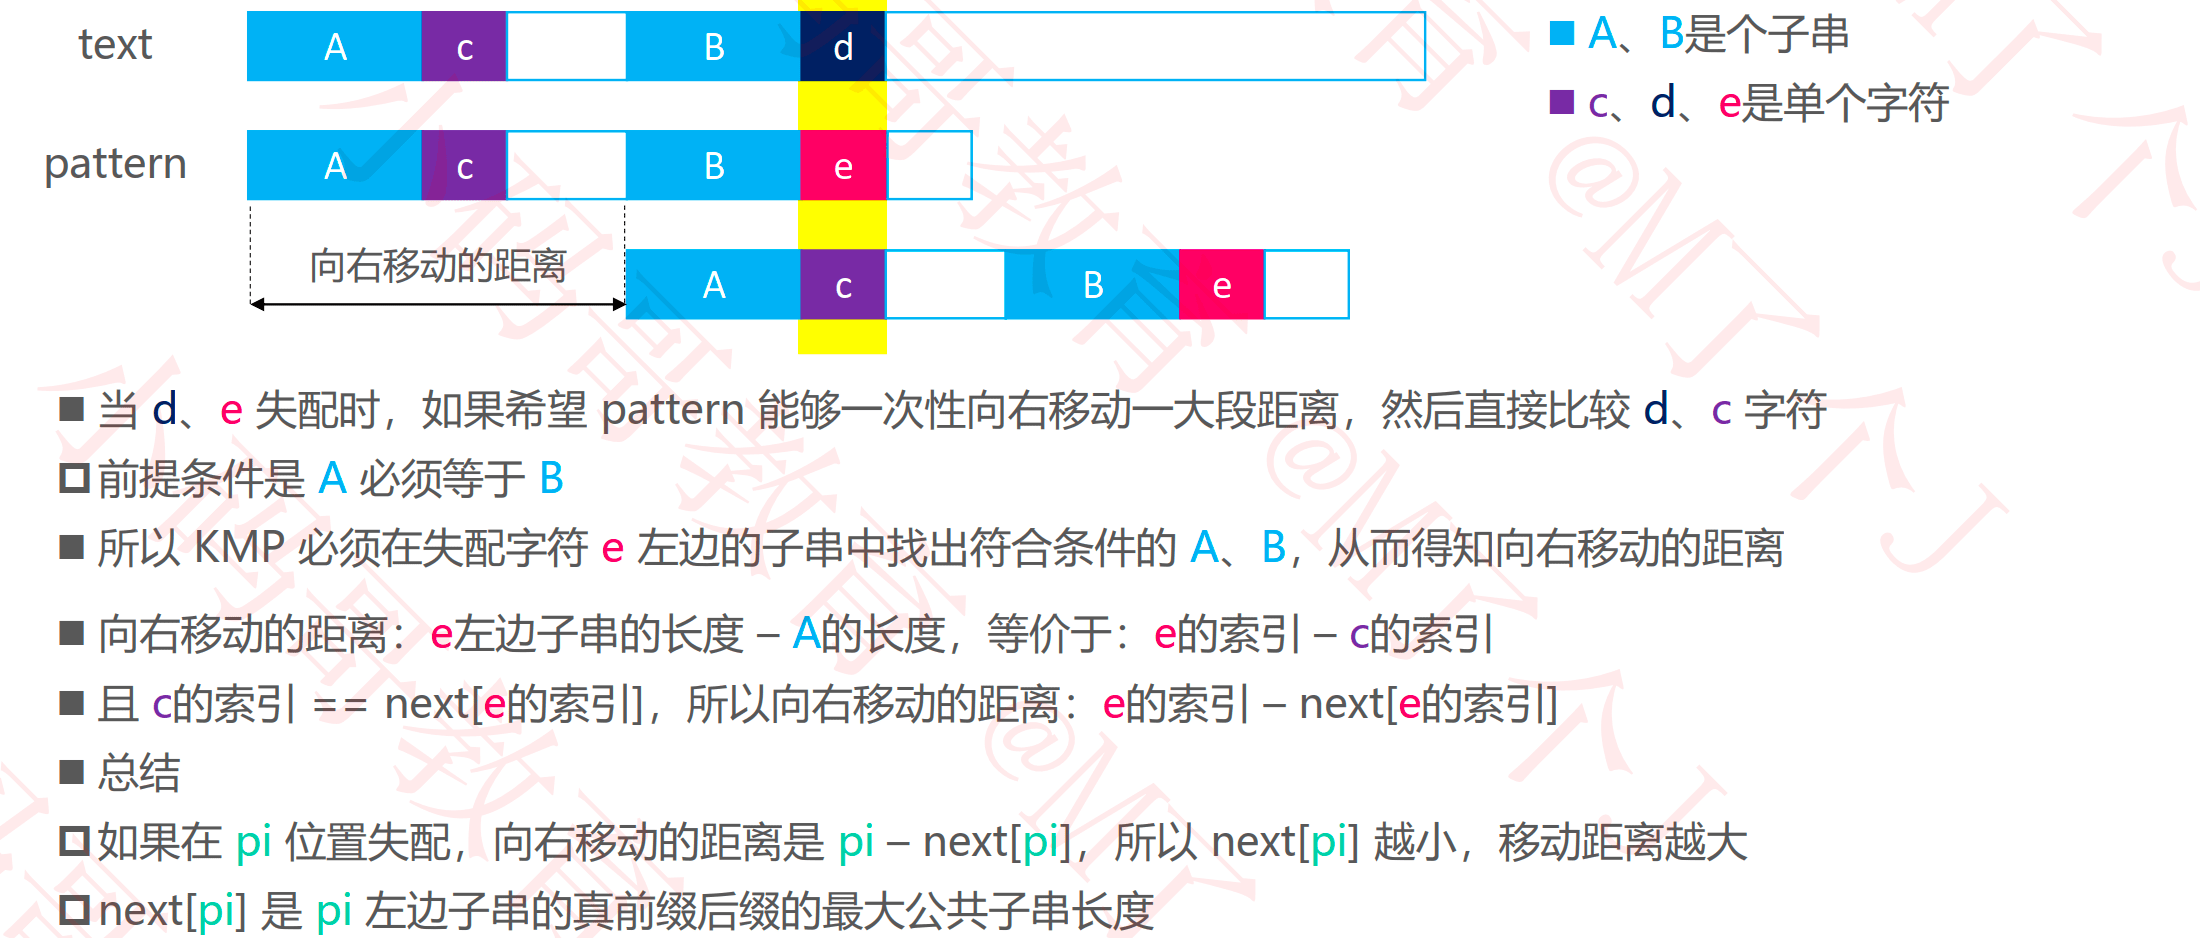 text A c B d
A、B是个子串
c、d、e是单个字符
pattern A c B e
向右移动的距离
A c B e
当 d、e 失配时，如果希望 pattern 能够一次性向右移动一大段距离，然后直接比较 d、c 字符
前提条件是 A 必须等于 B
所以 KMP 必须在失配字符 e 左边的子串中找出符合条件的 A、B，从而得知向右移动的距离
向右移动的距离：e左边子串的长度 – A的长度，等价于：e的索引 – c的索引
且 c的索引 == next[e的索引]，所以向右移动的距离：e的索引 – next[e的索引]
总结
如果在 pi 位置失配，向右移动的距离是 pi – next[pi]，所以 next[pi] 越小，移动距离越大
next[pi] 是 pi 左边子串的真前缀后缀的最大公共子串长度
小码哥教育 @M了个J